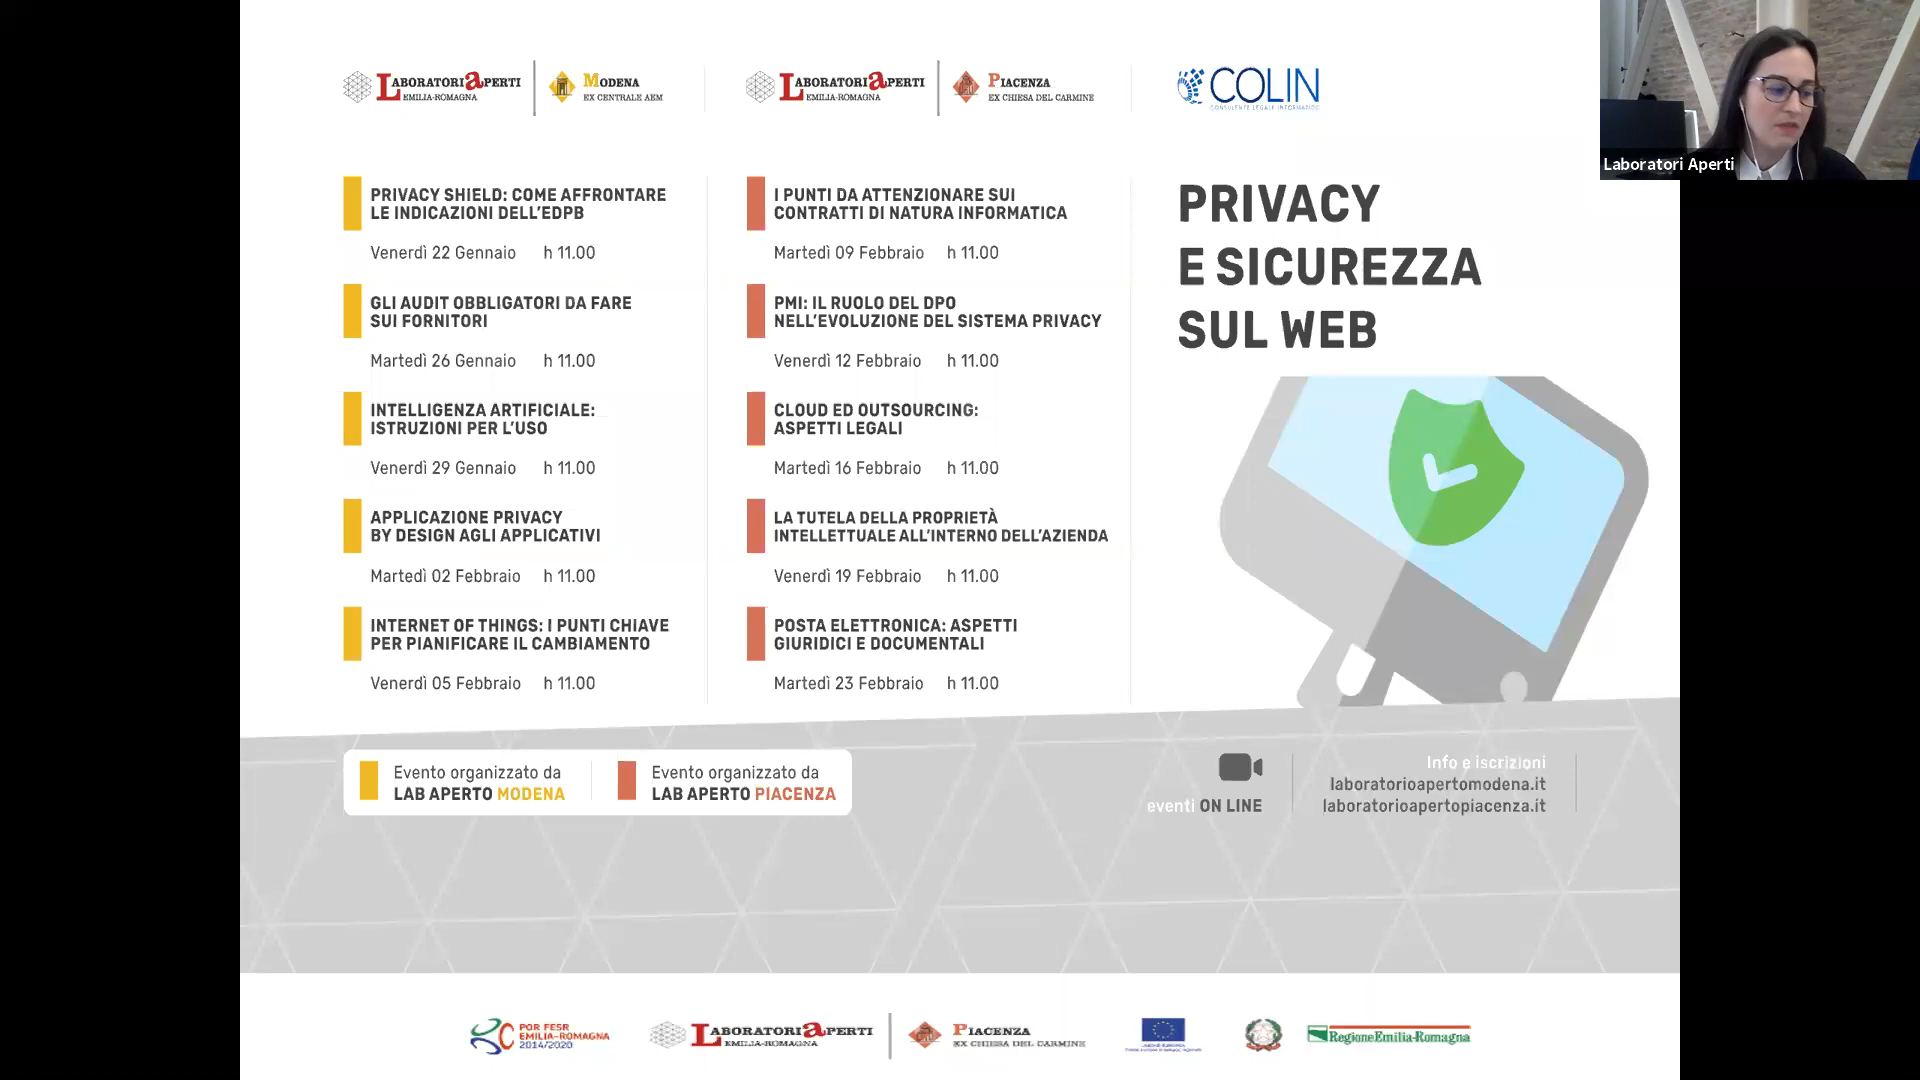 LABORATORI APERTI
EMILIA-ROMAGNA
MODENA
EX CENTRALE AEM
LABORATORI APERTI
EMILIA-ROMAGNA
PIACENZA
EX CHIESA DEL CARMINE
COLIN
CONSULENTE LEGALE INFORMATICO
Laboratori Aperti
PRIVACY SHIELD: COME AFFRONTARE
LE INDICAZIONI DELL'EDPB
Venerdì 22 Gennaio h 11.00
GLI AUDIT OBBLIGATORI DA FARE
SUI FORNITORI
Martedì 26 Gennaio h 11.00
INTELLIGENZA ARTIFICIALE:
ISTRUZIONI PER L'USO
Venerdì 29 Gennaio h 11.00
APPLICAZIONE PRIVACY
BY DESIGN AGLI APPLICATIVI
Martedì 02 Febbraio h 11.00
INTERNET OF THINGS: I PUNTI CHIAVE
PER PIANIFICARE IL CAMBIAMENTO
Venerdì 05 Febbraio h 11.00
I PUNTI DA ATTENZIONARE SUI
CONTRATTI DI NATURA INFORMATICA
Martedì 09 Febbraio h 11.00
PMI: IL RUOLO DEL DPO
NELL'EVOLUZIONE DEL SISTEMA PRIVACY
Venerdì 12 Febbraio h 11.00
CLOUD ED OUTSOURCING:
ASPETTI LEGALI
Martedì 16 Febbraio h 11.00
LA TUTELA DELLA PROPRIETÀ
INTELLETTUALE ALL'INTERNO DELL'AZIENDA
Venerdì 19 Febbraio h 11.00
POSTA ELETTRONICA: ASPETTI
GIURIDICI E DOCUMENTALI
Martedì 23 Febbraio h 11.00
PRIVACY
E SICUREZZA
SUL WEB
Evento organizzato da
LAB APERTO MODENA
Evento organizzato da
LAB APERTO PIACENZA
eventi ON LINE
Info e iscrizioni
laboratorioapertomodena.it
laboratorioapertopiacenza.it
POR FESR
EMILIA-ROMAGNA
2014/2020
LABORATORI APERTI
EMILIA-ROMAGNA
PIACENZA
EX CHIESA DEL CARMINE
UNIONE EUROPEA
RegioneEmilia-Romagna